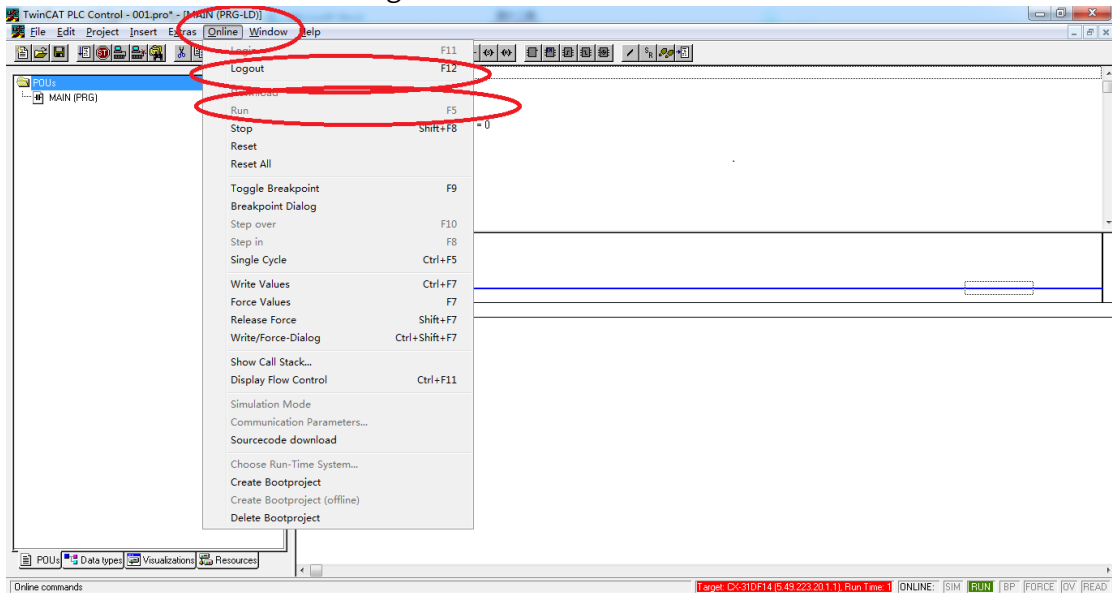 TwinCAT PLC Control - 001.pro* - [MAIN (PRG-LD)]
File Edit Project Insert Extras Online Window Help
Login F11
Logout F12
Download
Run F5
Stop Shift+F8
Reset
Reset All
Toggle Breakpoint F9
Breakpoint Dialog
Step over F10
Step in F8
Single Cycle Ctrl+F5
Write Values Ctrl+F7
Force Values F7
Release Force Shift+F7
Write/Force-Dialog Ctrl+Shift+F7
Show Call Stack...
Display Flow Control Ctrl+F11
Simulation Mode
Communication Parameters...
Sourcecode download
Choose Run-Time System...
Create Bootproject
Create Bootproject (offline)
Delete Bootproject
POUs
MAIN (PRG)
= 0
POUs Data types Visualizations Resources
Online commands
Target: CX-31DF14 (5.49.223.20.1.1), Run Time: 1 ONLINE: SIM RUN BP FORCE OV READ